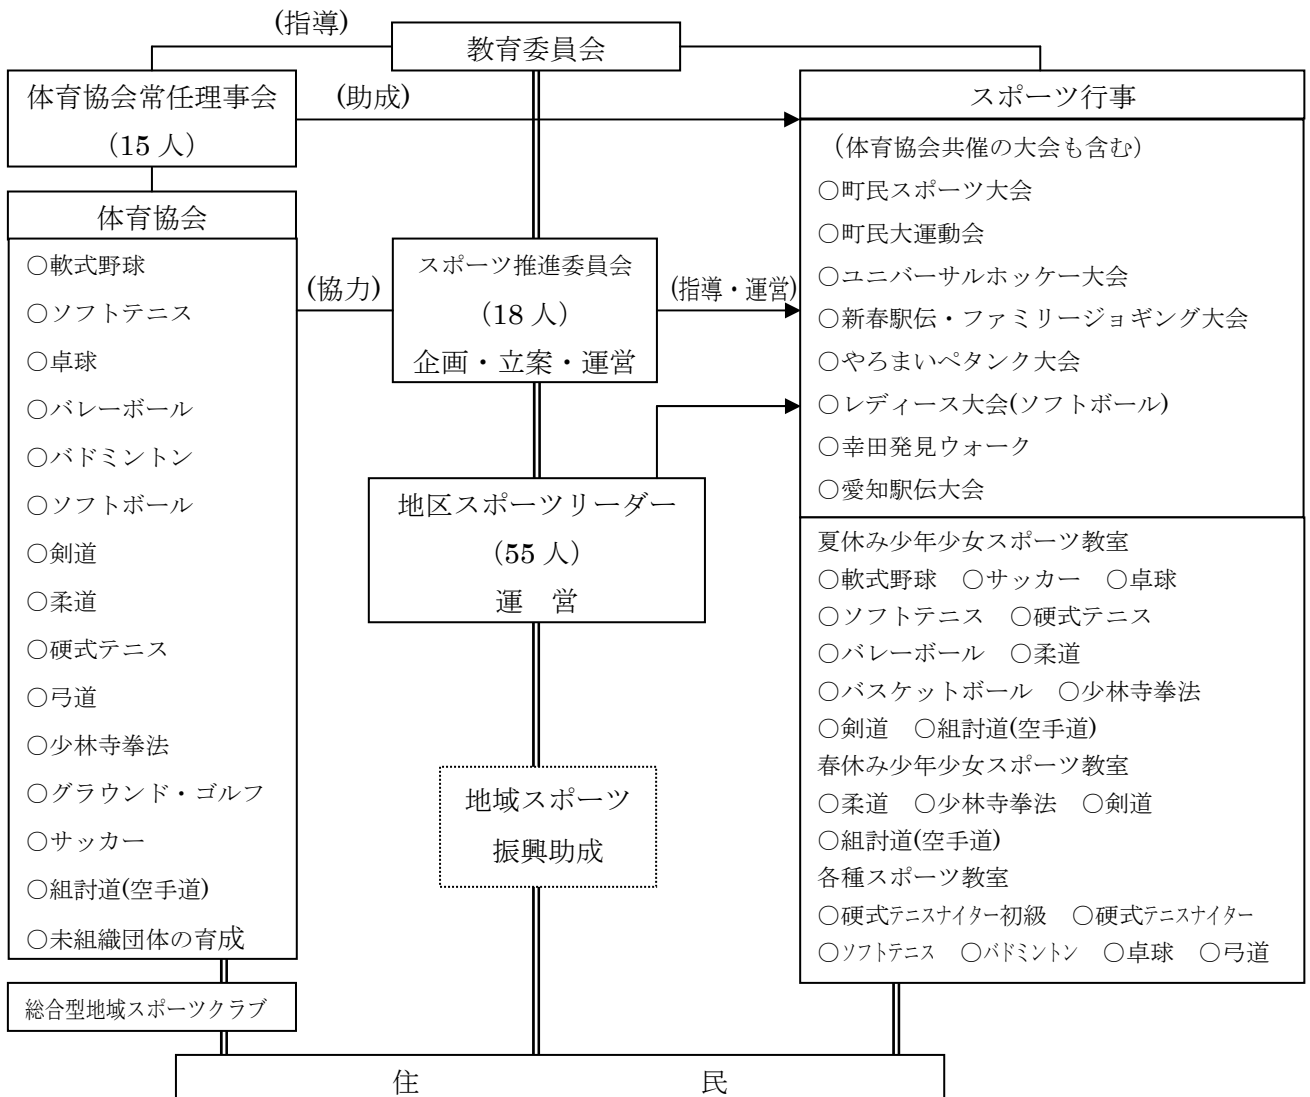 (指導)
教育委員会
体育協会常任理事会
（15 人）
(助成)
体育協会
○軟式野球
○ソフトテニス
○卓球
○バレーボール
○バドミントン
○ソフトボール
○剣道
○柔道
○硬式テニス
○弓道
○少林寺拳法
○グラウンド・ゴルフ
○サッカー
○組討道(空手道)
○未組織団体の育成
総合型地域スポーツクラブ
(協力)
スポーツ推進委員会
（18 人）
企画・立案・運営
(指導・運営)
地区スポーツリーダー
（55 人）
運　営
地域スポーツ
振興助成
スポーツ行事
（体育協会共催の大会も含む）
○町民スポーツ大会
○町民大運動会
○ユニバーサルホッケー大会
○新春駅伝・ファミリージョギング大会
○やろまいペタンク大会
○レディース大会(ソフトボール)
○幸田発見ウォーク
○愛知駅伝大会
夏休み少年少女スポーツ教室
○軟式野球　○サッカー　○卓球
○ソフトテニス　○硬式テニス
○バレーボール　○柔道
○バスケットボール　○少林寺拳法
○剣道　○組討道(空手道)
春休み少年少女スポーツ教室
○柔道　○少林寺拳法　○剣道
○組討道(空手道)
各種スポーツ教室
○硬式テニスナイター初級　○硬式テニスナイター
○ソフトテニス　○バドミントン　○卓球　○弓道
住　民